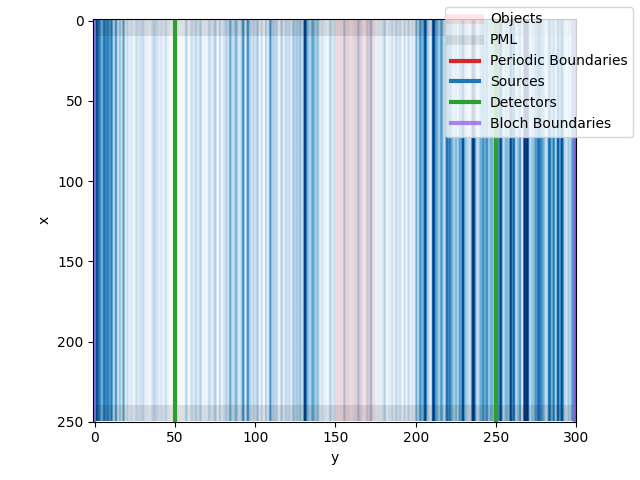 Objects
PML
Periodic Boundaries
Sources
Detectors
Bloch Boundaries
0
50
100
150
200
250
x
0 50 100 150 200 250 300
y